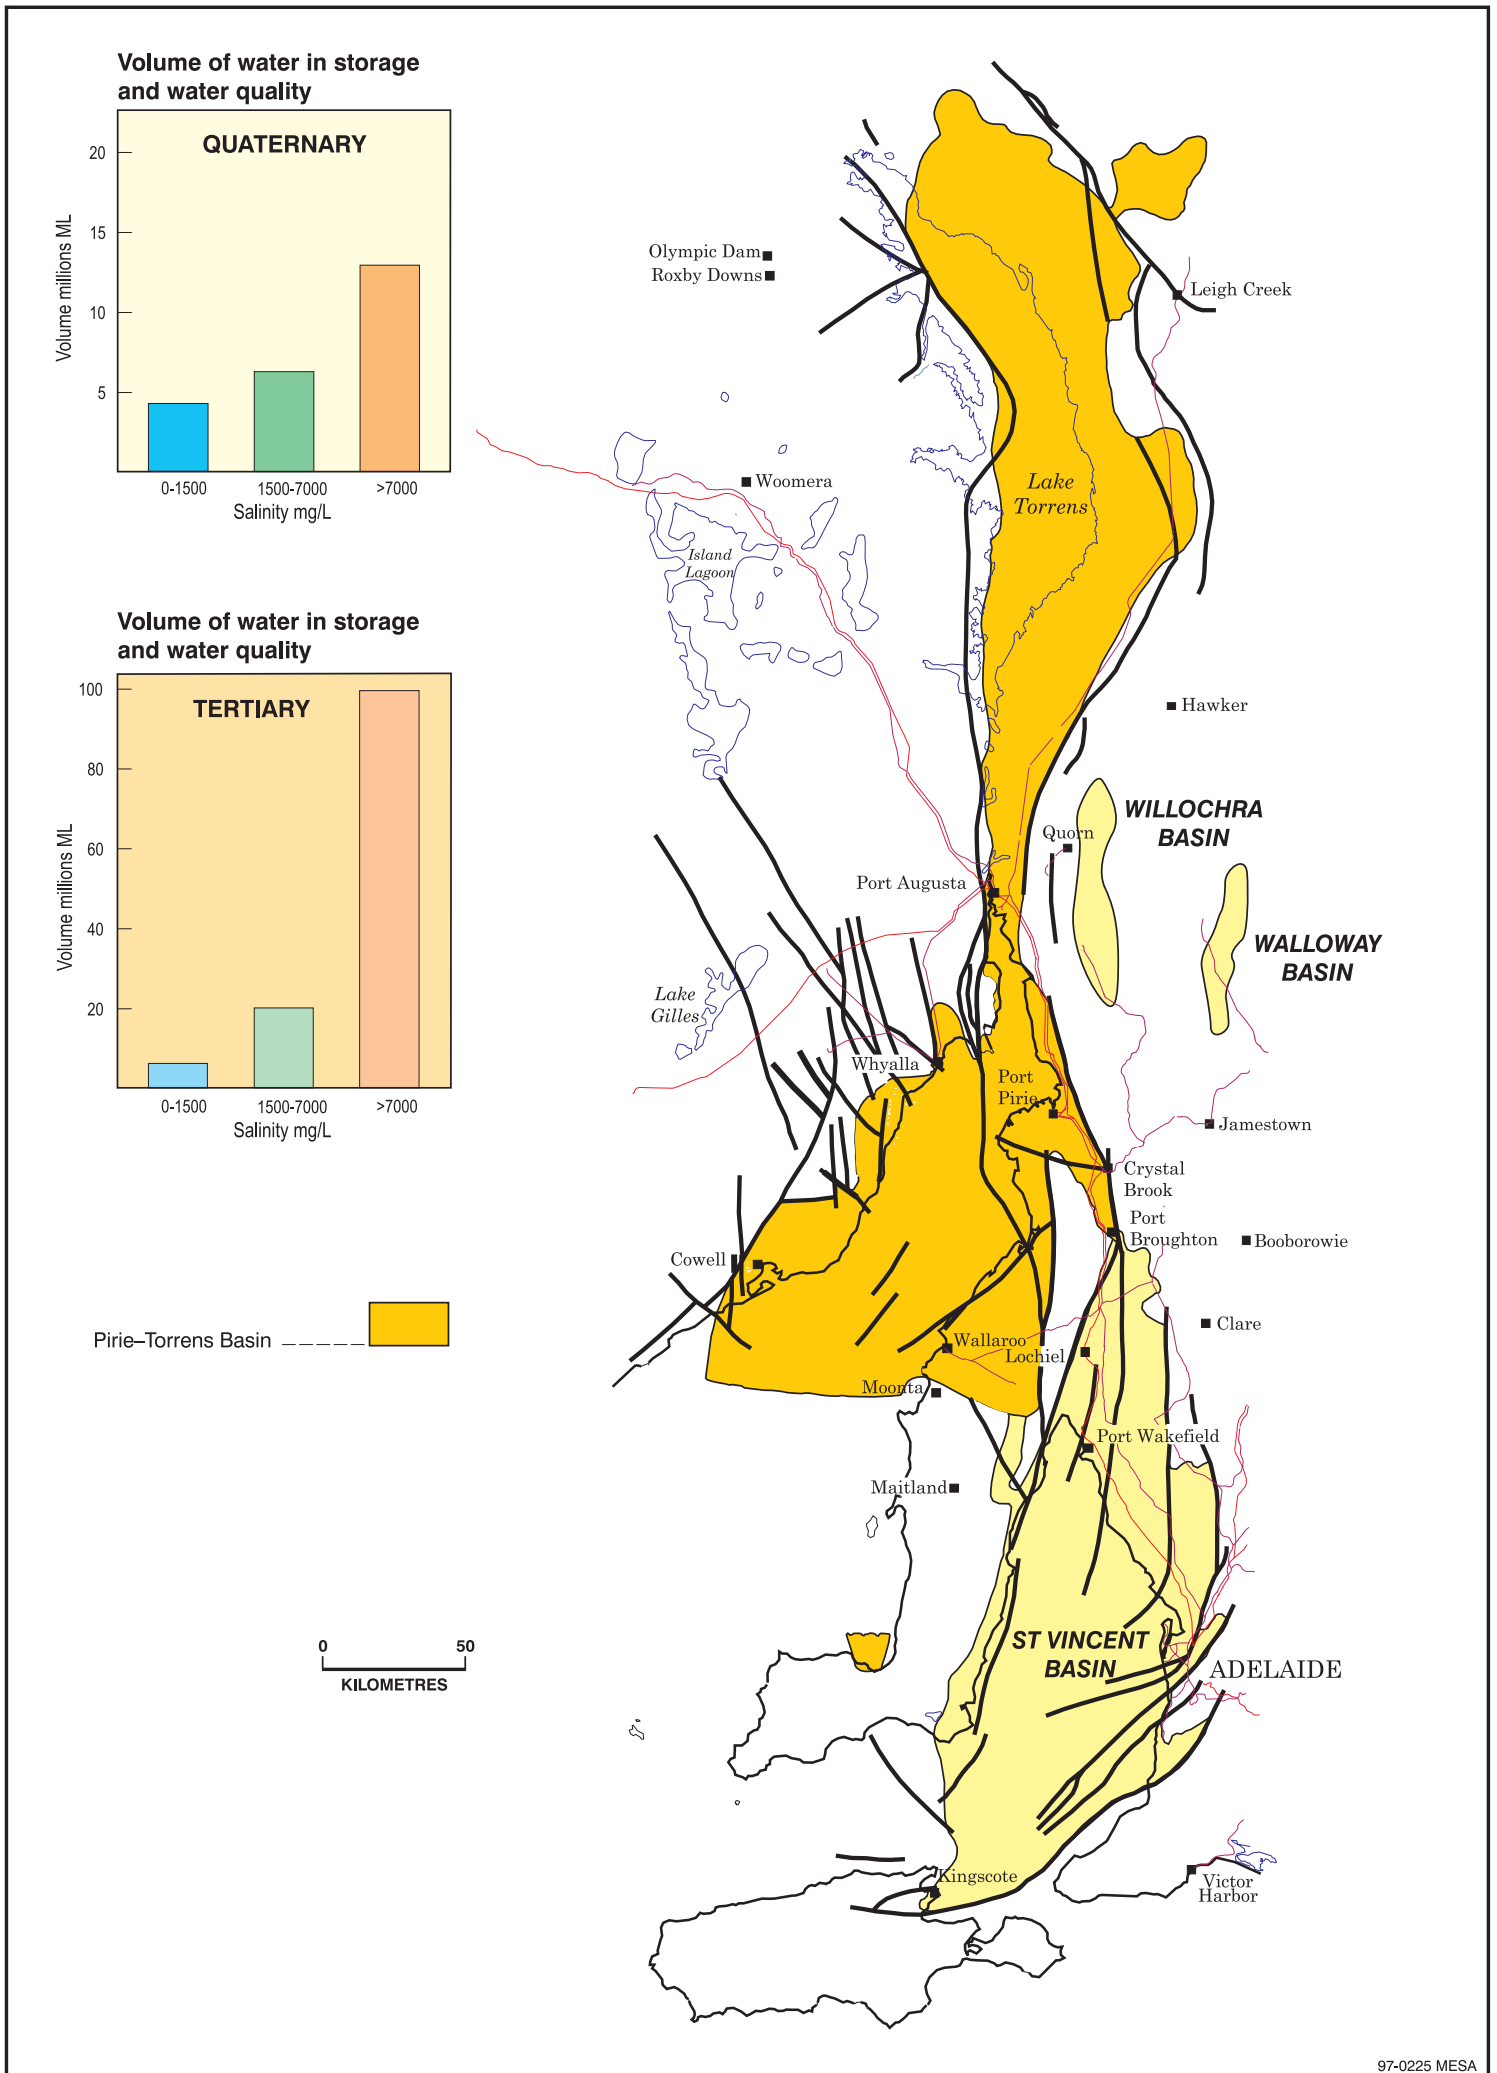 Volume of water in storage
and water quality
QUATERNARY
20
15
10
5
Volume millions ML
0-1500
1500-7000
>7000
Salinity mg/L
Volume of water in storage
and water quality
TERTIARY
100
80
60
40
20
Volume millions ML
0-1500
1500-7000
>7000
Salinity mg/L
Pirie–Torrens Basin
0
50
KILOMETRES
Olympic Dam
Roxby Downs
Leigh Creek
Woomera
Lake
Torrens
Island
Lagoon
Hawker
WILLOCHRA
BASIN
Quorn
Port Augusta
WALLOWAY
BASIN
Lake
Gilles
Whyalla
Port
Pirie
Jamestown
Crystal
Brook
Port
Broughton
Booborowie
Cowell
Clare
Wallaroo
Lochiel
Moonta
Port Wakefield
Maitland
ST VINCENT
BASIN
ADELAIDE
Kingscote
Victor
Harbor
97-0225 MESA